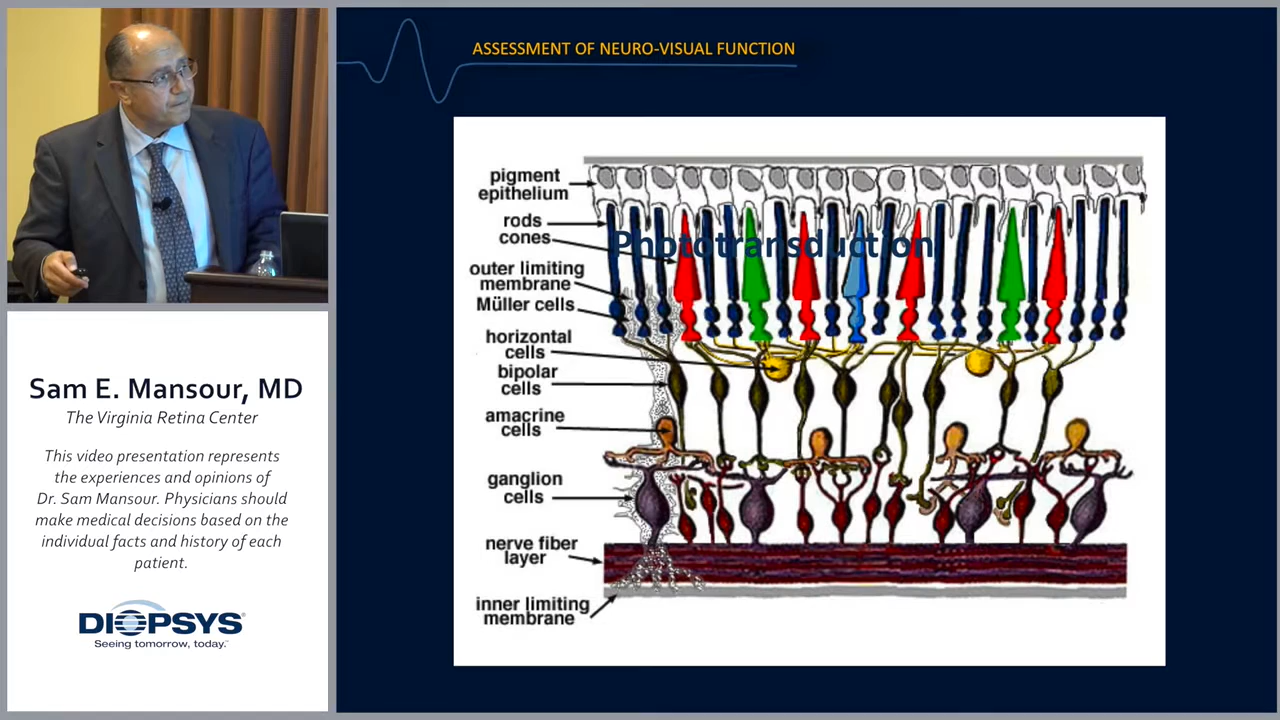 ASSESSMENT OF NEURO-VISUAL FUNCTION
pigment
epithelium
rods
cones
Phototransduction
outer limiting
membrane
Müller cells
horizontal
cells
bipolar
cells
amacrine
cells
ganglion
cells
nerve fiber
layer
inner limiting
membrane
Sam E. Mansour, MD
The Virginia Retina Center
This video presentation represents
the experiences and opinions of
Dr. Sam Mansour. Physicians should
make medical decisions based on the
individual facts and history of each
patient.
DIOPSYS®
Seeing tomorrow, today.™